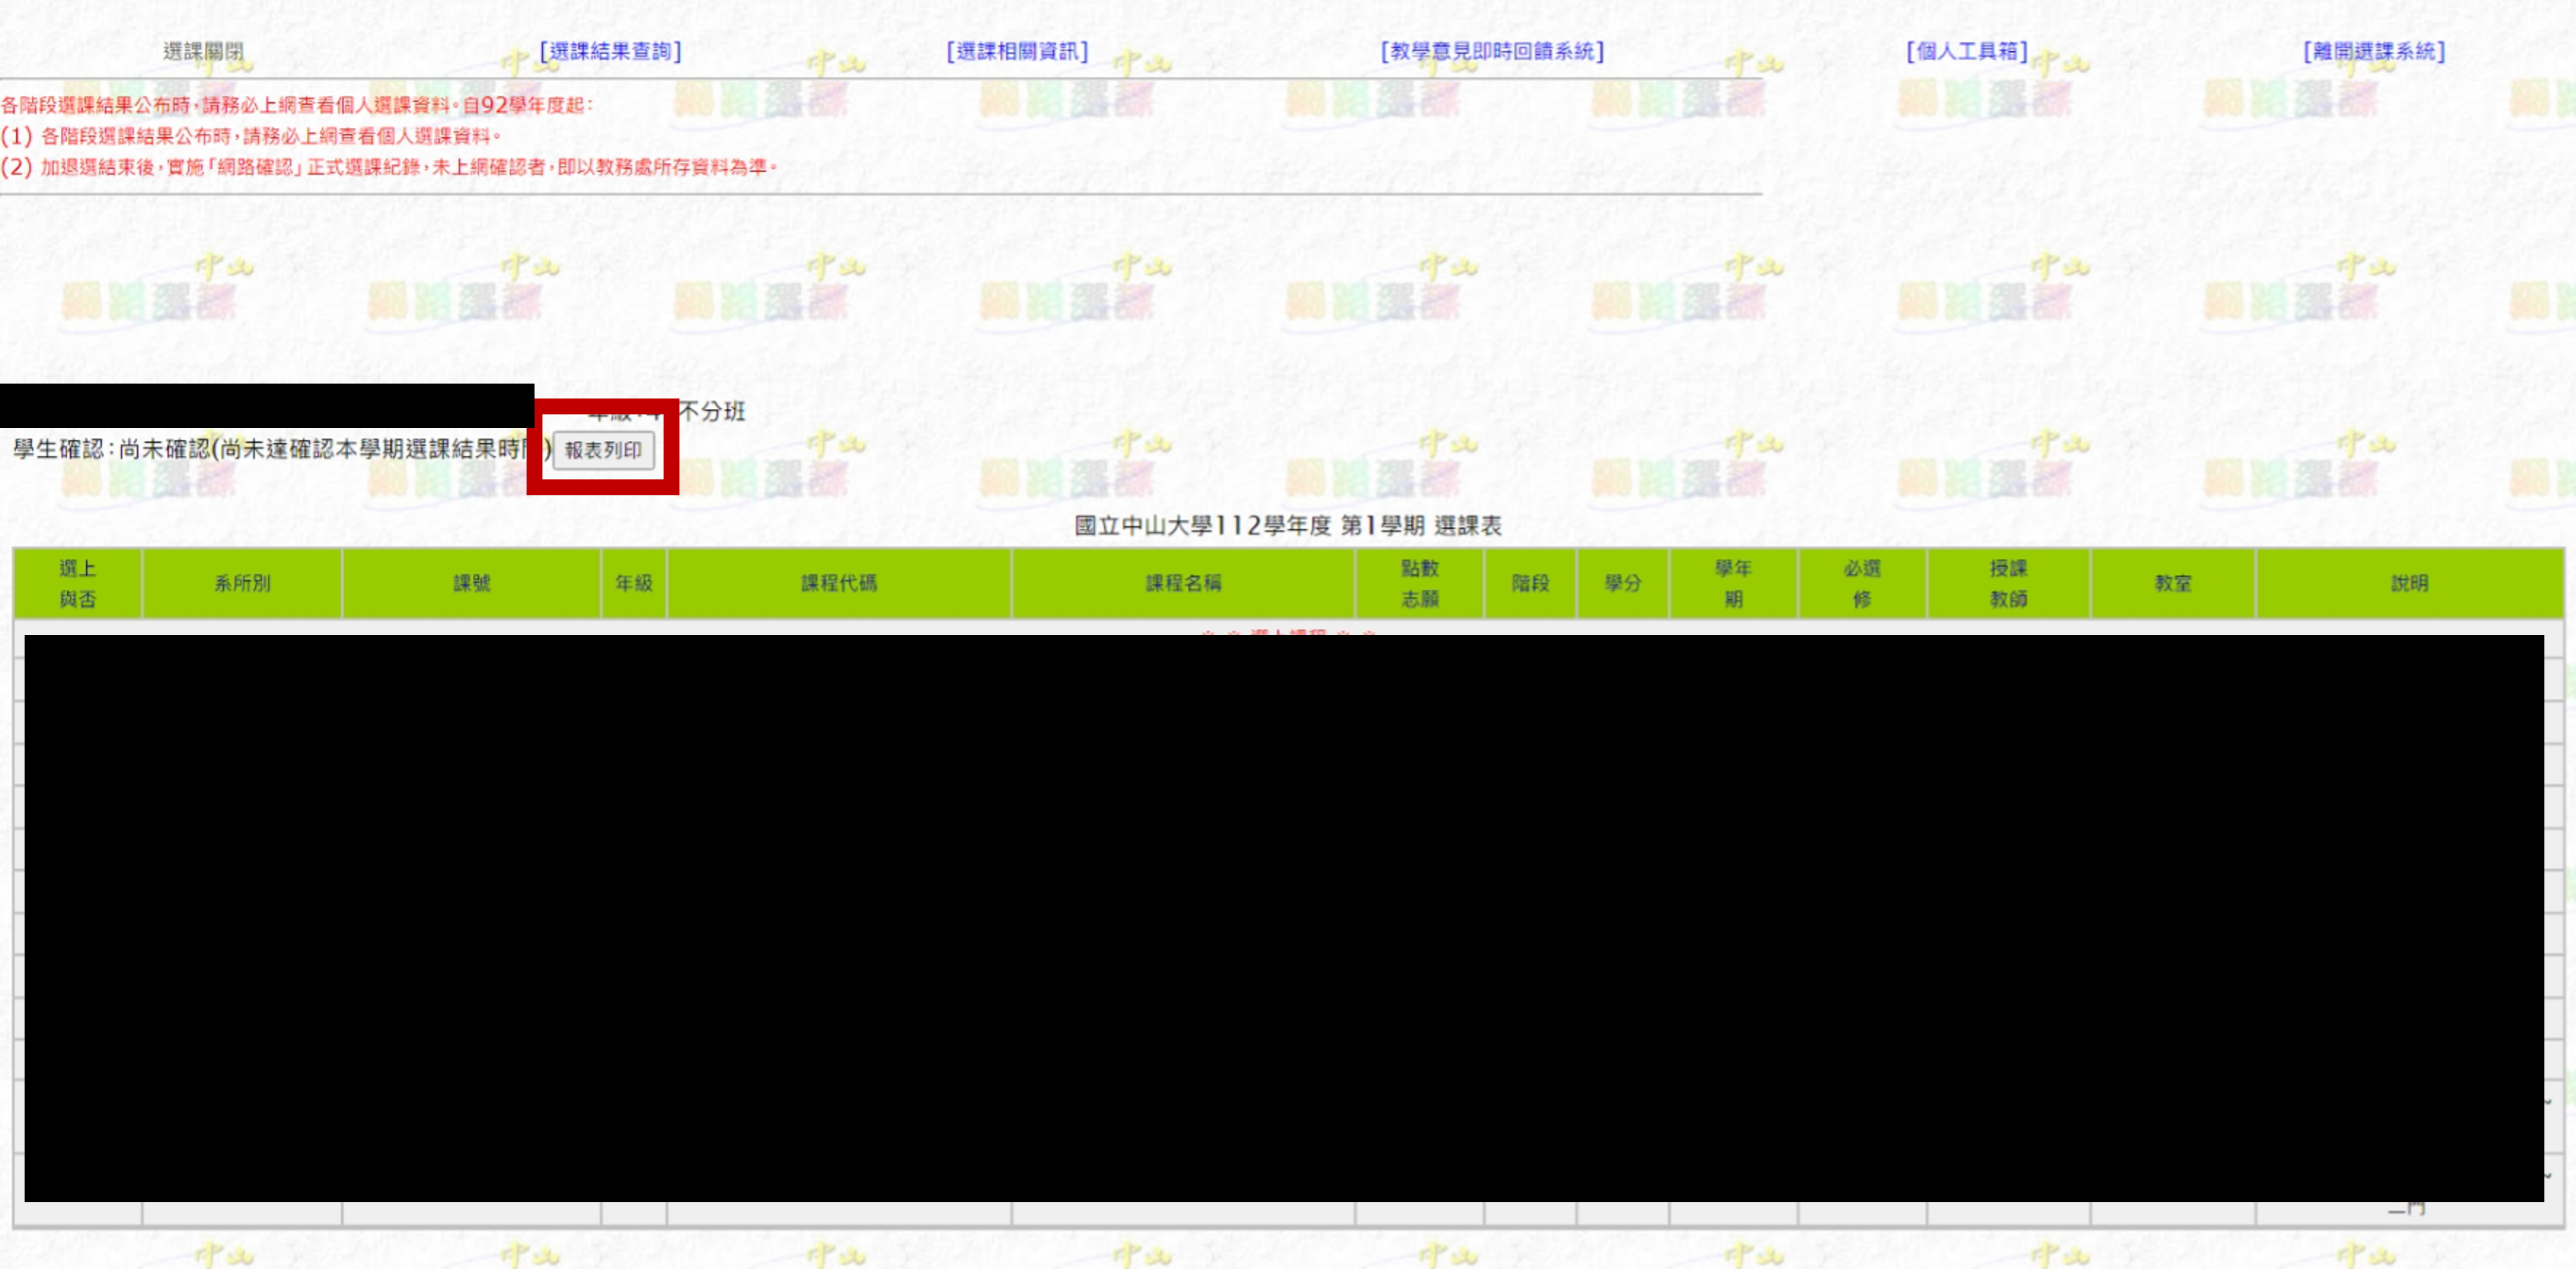 選課關閉 [選課結果查詢] [選課相關資訊] [教學意見即時回饋系統] [個人工具箱] [離開選課系統]
各階段選課結果公布時，請務必上網查看個人選課資料。自92學年度起：
(1) 各階段選課結果公布時，請務必上網查看個人選課資料。
(2) 加退選結束後，實施「網路確認」正式選課紀錄，未上網確認者，即以教務處所存資料為準。
不分班
學生確認：尚未確認(尚未達確認本學期選課結果時 ) 報表列印
國立中山大學112學年度 第1學期 選課表
選上與否 系所別 課號 年級 課程代碼 課程名稱 點數志願 階段 學分 學年期 必選修 授課教師 教室 說明